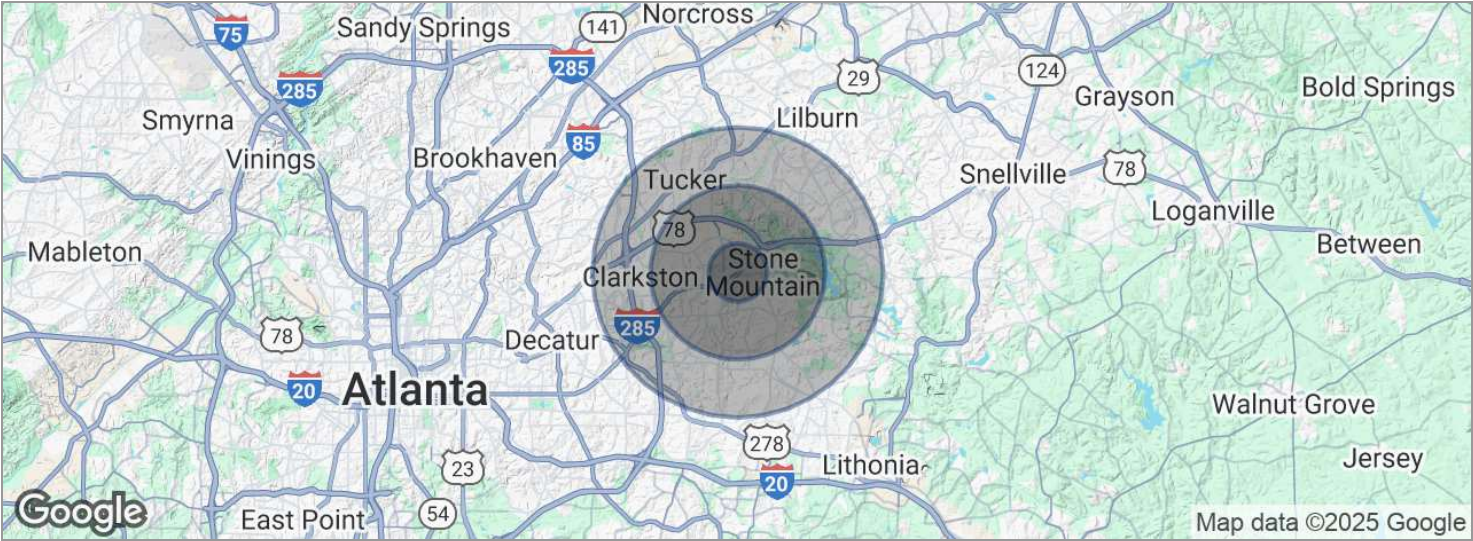 Norcross
141
75
Sandy Springs
285
285
29
124
Bold Springs
Grayson
Smyrna
Lilburn
85
Vinings
Brookhaven
78
Snellville
Tucker
Loganville
78
Between
Mableton
Stone
Mountain
Clarkston
285
78
Decatur
20
Atlanta
Walnut Grove
278
Jersey
23
Lithonia
20
54
Google
East Point
Map data ©2025 Google